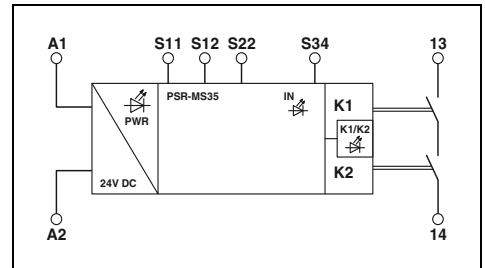 A1 S11 S12 S22 S34 13
PSR-MS35 IN K1
PWR K1/K2
24V DC K2
A2 14